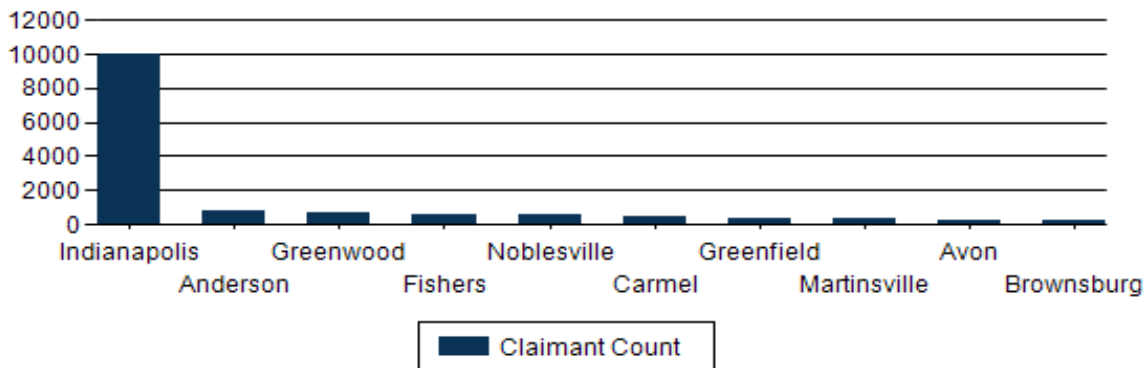 12000
10000
8000
6000
4000
2000
0
Indianapolis Greenwood Noblesville Greenfield Avon
Anderson Fishers Carmel Martinsville Brownsburg
Claimant Count